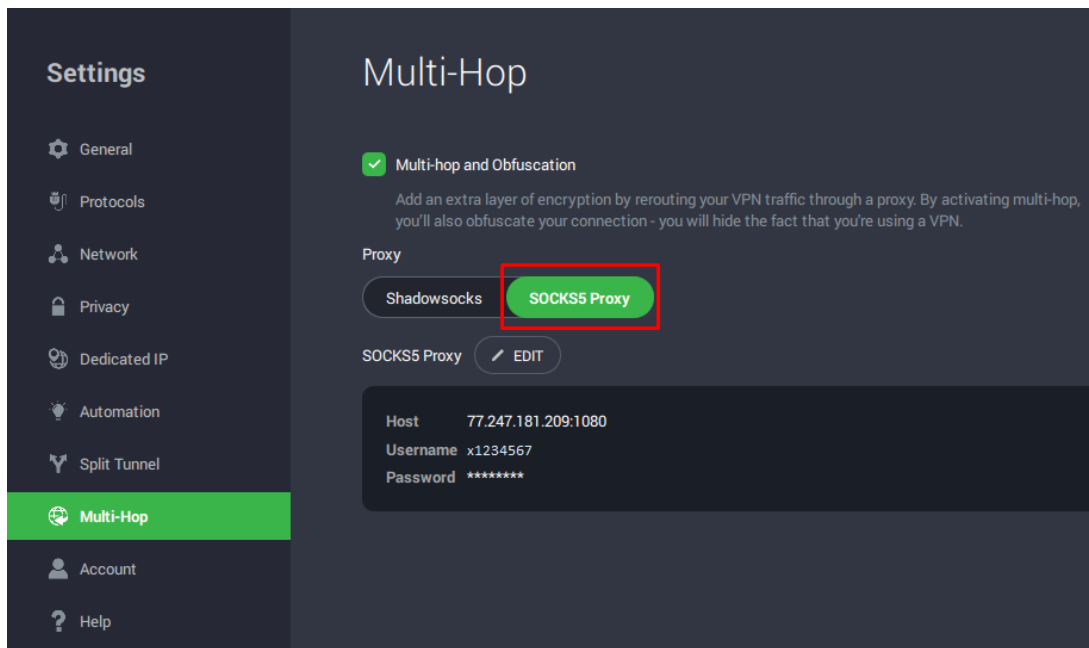 Settings
General
Protocols
Network
Privacy
Dedicated IP
Automation
Split Tunnel
Multi-Hop
Account
Help
Multi-Hop
Multi-hop and Obfuscation
Add an extra layer of encryption by rerouting your VPN traffic through a proxy. By activating multi-hop,
you'll also obfuscate your connection - you will hide the fact that you're using a VPN.
Proxy
Shadowsocks SOCKS5 Proxy
SOCKS5 Proxy EDIT
Host 77.247.181.209:1080
Username x1234567
Password ********